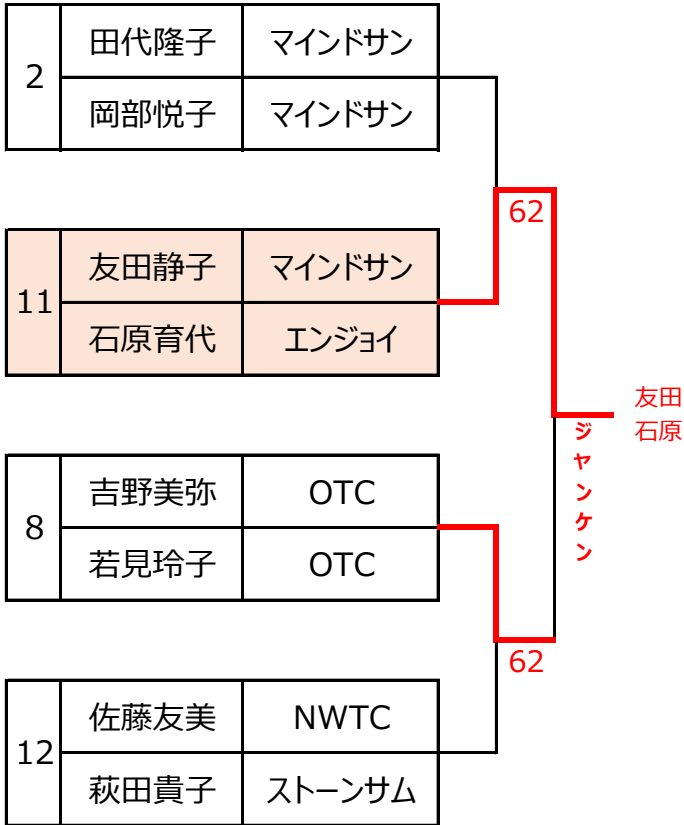 2 田代隆子 マインドサン
岡部悦子 マインドサン
62
11 友田静子 マインドサン
石原育代 エンジョイ
友田
石原
ジャンケン
8 吉野美弥 OTC
若見玲子 OTC
62
12 佐藤友美 NWTC
萩田貴子 ストーンサム